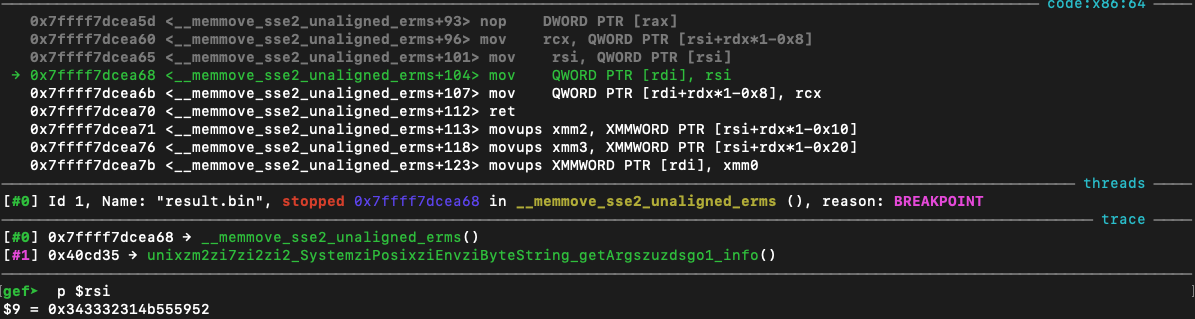 code:x86:64
0x7ffff7dcea5d <__memmove_sse2_unaligned_erms+93> nop    DWORD PTR [rax]
0x7ffff7dcea60 <__memmove_sse2_unaligned_erms+96> mov    rcx, QWORD PTR [rsi+rdx*1-0x8]
0x7ffff7dcea65 <__memmove_sse2_unaligned_erms+101> mov    rsi, QWORD PTR [rsi]
→ 0x7ffff7dcea68 <__memmove_sse2_unaligned_erms+104> mov    QWORD PTR [rdi], rsi
0x7ffff7dcea6b <__memmove_sse2_unaligned_erms+107> mov    QWORD PTR [rdi+rdx*1-0x8], rcx
0x7ffff7dcea70 <__memmove_sse2_unaligned_erms+112> ret
0x7ffff7dcea71 <__memmove_sse2_unaligned_erms+113> movups xmm2, XMMWORD PTR [rsi+rdx*1-0x10]
0x7ffff7dcea76 <__memmove_sse2_unaligned_erms+118> movups xmm3, XMMWORD PTR [rsi+rdx*1-0x20]
0x7ffff7dcea7b <__memmove_sse2_unaligned_erms+123> movups XMMWORD PTR [rdi], xmm0
threads
[#0] Id 1, Name: "result.bin", stopped 0x7ffff7dcea68 in __memmove_sse2_unaligned_erms (), reason: BREAKPOINT
trace
[#0] 0x7ffff7dcea68 → __memmove_sse2_unaligned_erms()
[#1] 0x40cd35 → unixzm2zi7zi2zi2_SystemziPosixziEnvziByteString_getArgszuzdsgo1_info()
gef➤  p $rsi
$9 = 0x343332314b555952